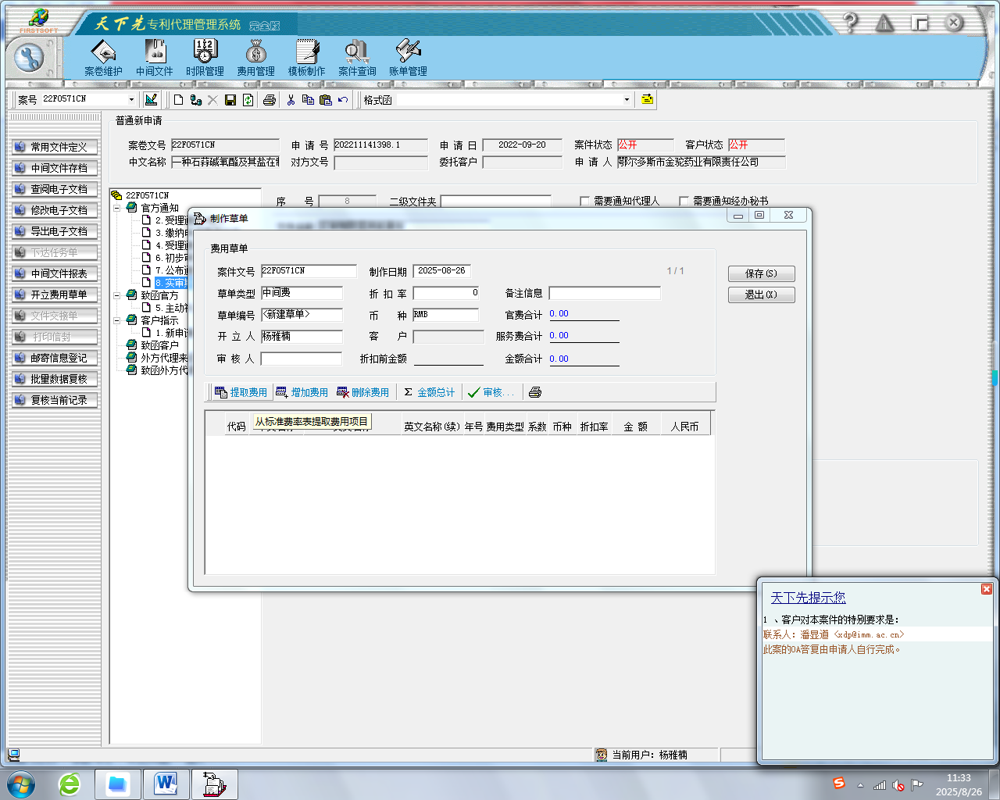 FIRSTSOFT
天下先 专利代理管理系统 完全版
案卷维护 中间文件 时限管理 费用管理 模板制作 案件查询 账单管理
案号 22F0571CN 格式函
普通新申请
案卷文号 22F0571CN 申 请 号 202211141398.1 申 请 日 2022-09-20 案件状态 公开 客户状态 公开
中文名称 一种石蒜碱氧酯及其盐在制 对方文号 委托客户 申 请 人 鄂尔多斯市金驼药业有限责任公司
常用文件定义
中间文件存档
查阅电子文档
修改电子文档
导出电子文档
下达任务单
中间文件报表
开立费用草单
文件交接单
打印信封
邮寄信息登记
批量数据复核
复核当前记录
22F0571CN
官方通知
2. 受理通
3. 缴纳申
4. 受理通
6. 初步审
7. 公布通
8. 实审
致函官方
5. 主动补
客户指示
1. 新申请
致函客户
外方代理来
致函外方代
序 号 8 二级文件夹 需要通知代理人 需要通知经办秘书
制作草单
费用草单
案件文号 22F0571CN 制作日期 2025-08-26 1/1
草单类型 中间费 折 扣 率 0 备注信息
草单编号 <新建草单> 币 种 RMB 官费合计 0.00
开 立 人 杨雅楠 客 户 服务费合计 0.00
审 核 人 折扣前金额 金额合计 0.00
保存(S)
退出(X)
提取费用 增加费用 删除费用 Σ 金额总计 审核...
代码 英文名称(续) 年号 费用类型 系数 币种 折扣率 金 额 人民币
从标准费率表提取费用项目
天下先提示您
1 、客户对本案件的特别要求是:
联系人: 潘显道 <xdp@imm.ac.cn>
此案的OA答复由申请人自行完成。
当前用户: 杨雅楠
11:33
2025/8/26